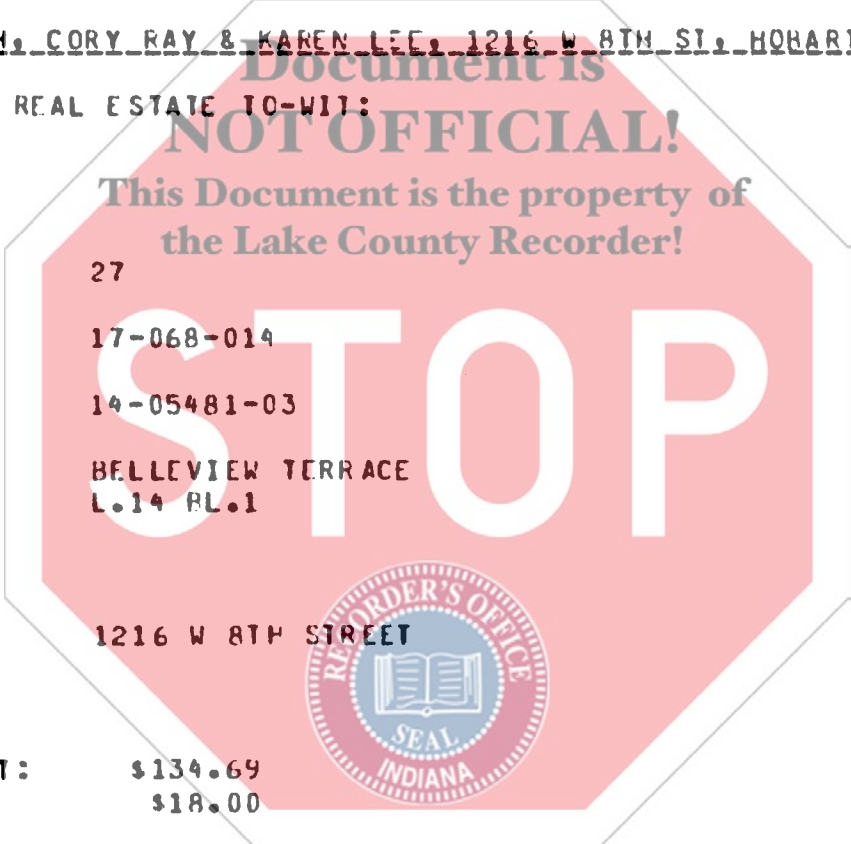 H, CORY RAY & KAREN LEE, 1216 W 8TH ST, HOBART
Document is
REAL ESTATE TO-WIT:
NOT OFFICIAL!
This Document is the property of
the Lake County Recorder!
27
17-068-014
14-05481-03
STOP
BELLEVIEW TERRACE
L.14 BL.1
RECORDER'S OFFICE
1216 W 8TH STREET
SEAL
INDIANA
T: $134.69
$18.00